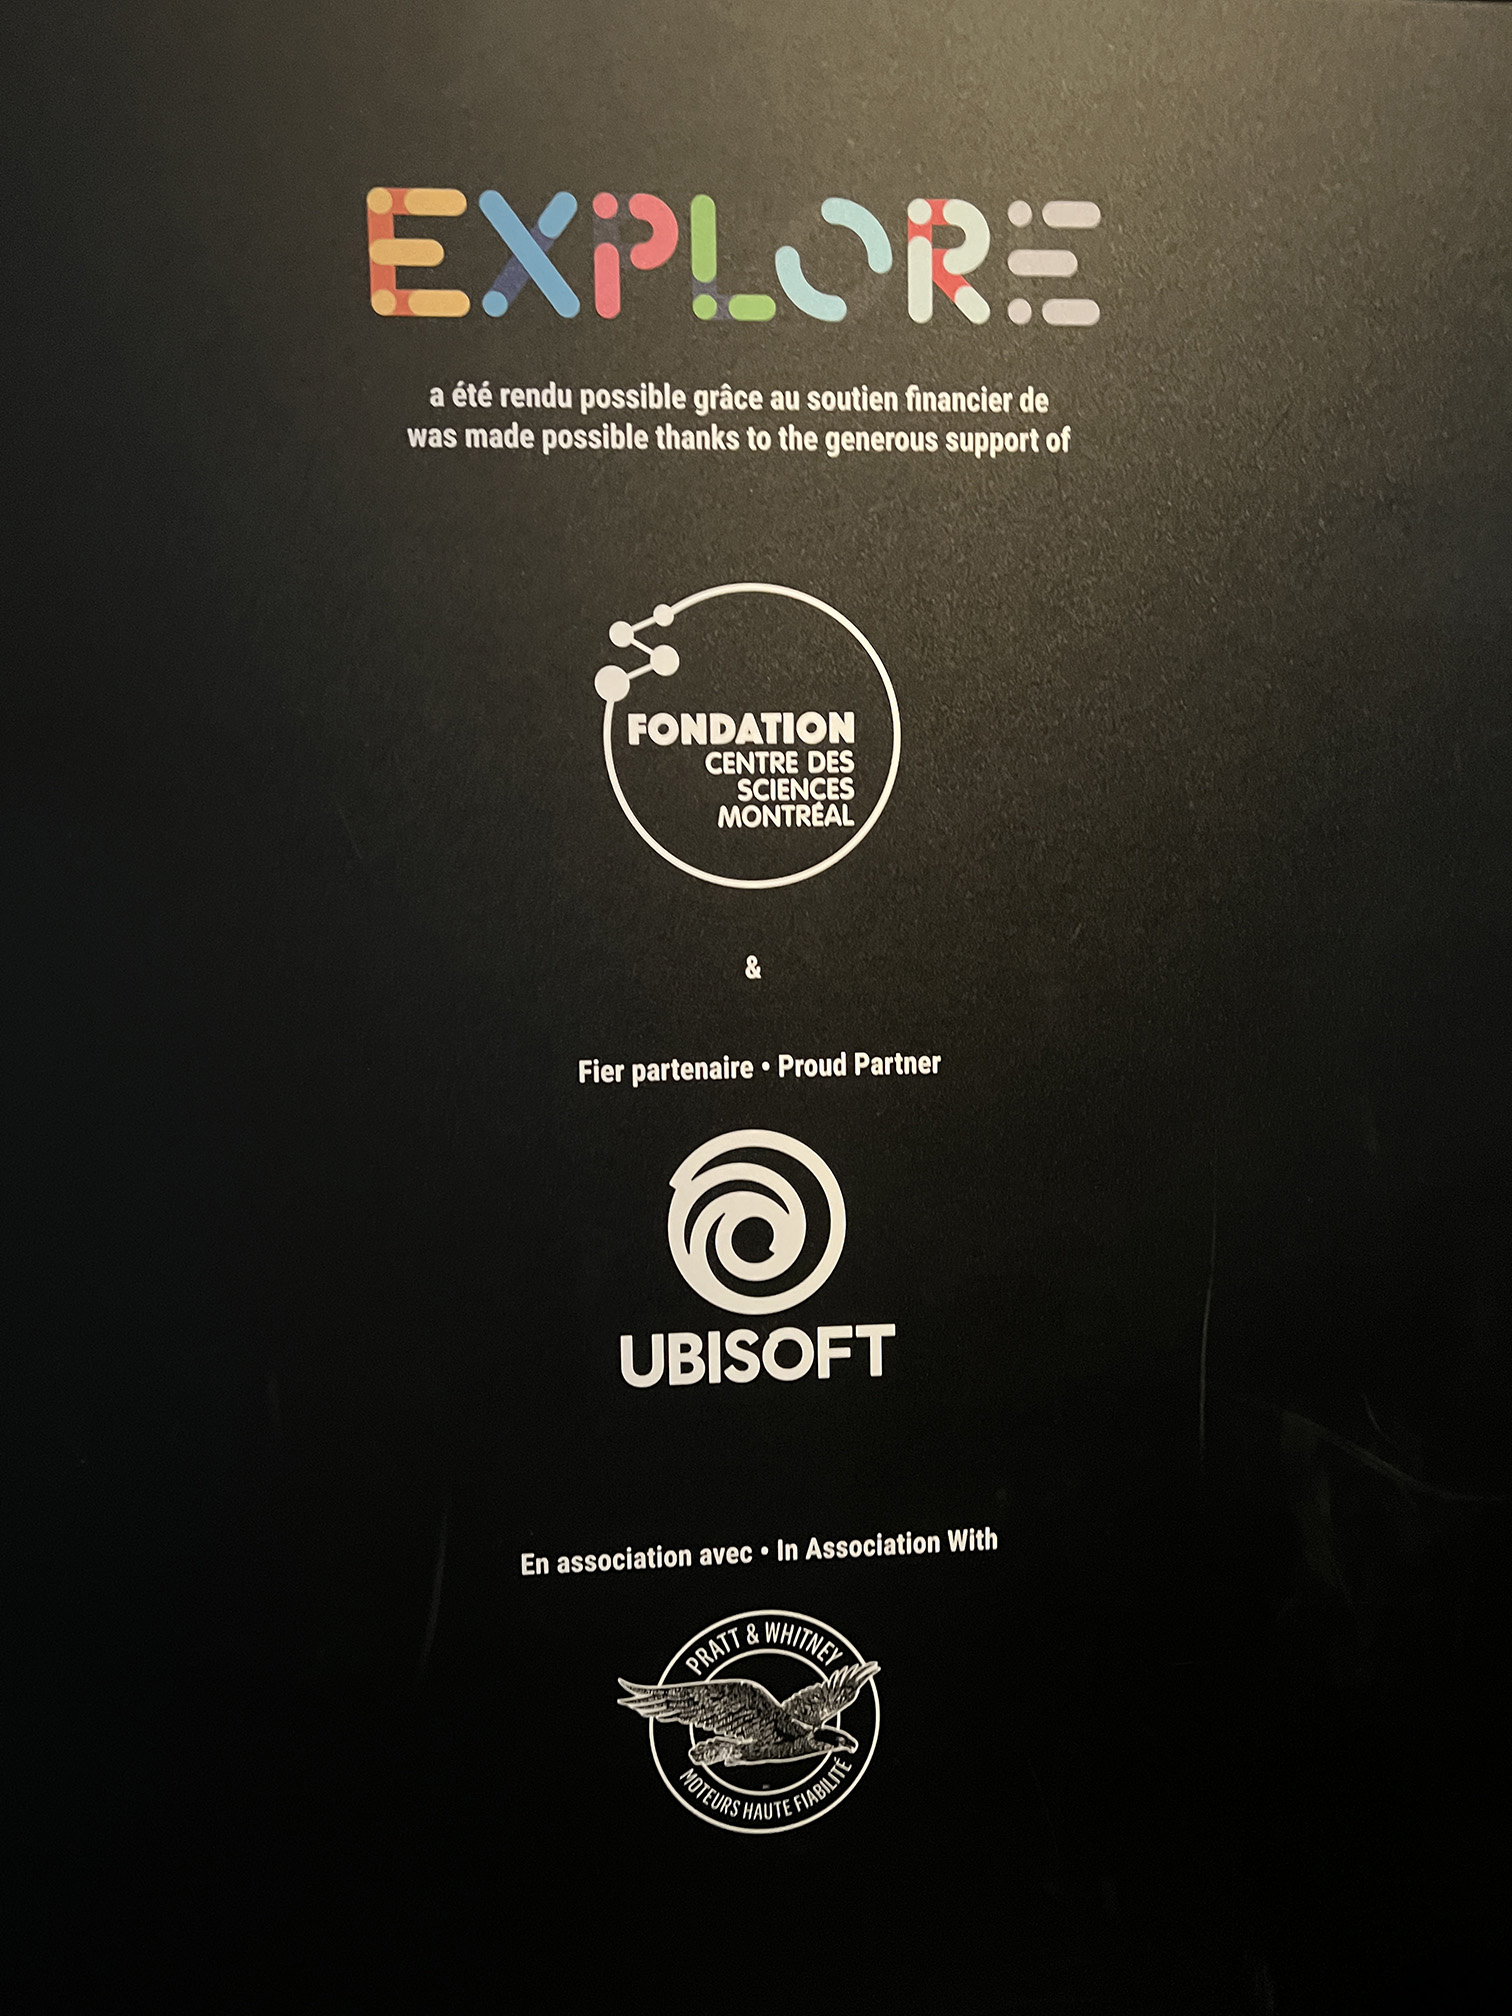 EXPLORE
a été rendu possible grâce au soutien financier de
was made possible thanks to the generous support of
FONDATION
CENTRE DES
SCIENCES
MONTRÉAL
&
Fier partenaire • Proud Partner
UBISOFT
En association avec • In Association With
PRATT & WHITNEY
MOTEURS HAUTE FIABILITÉ